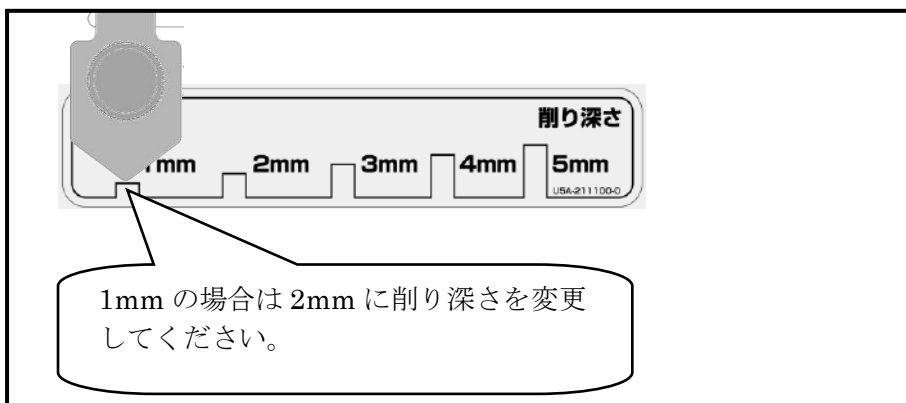 削り深さ
mm 2mm 3mm 4mm 5mm
U5A-211100-0
1mm の場合は 2mm に削り深さを変更
してください。